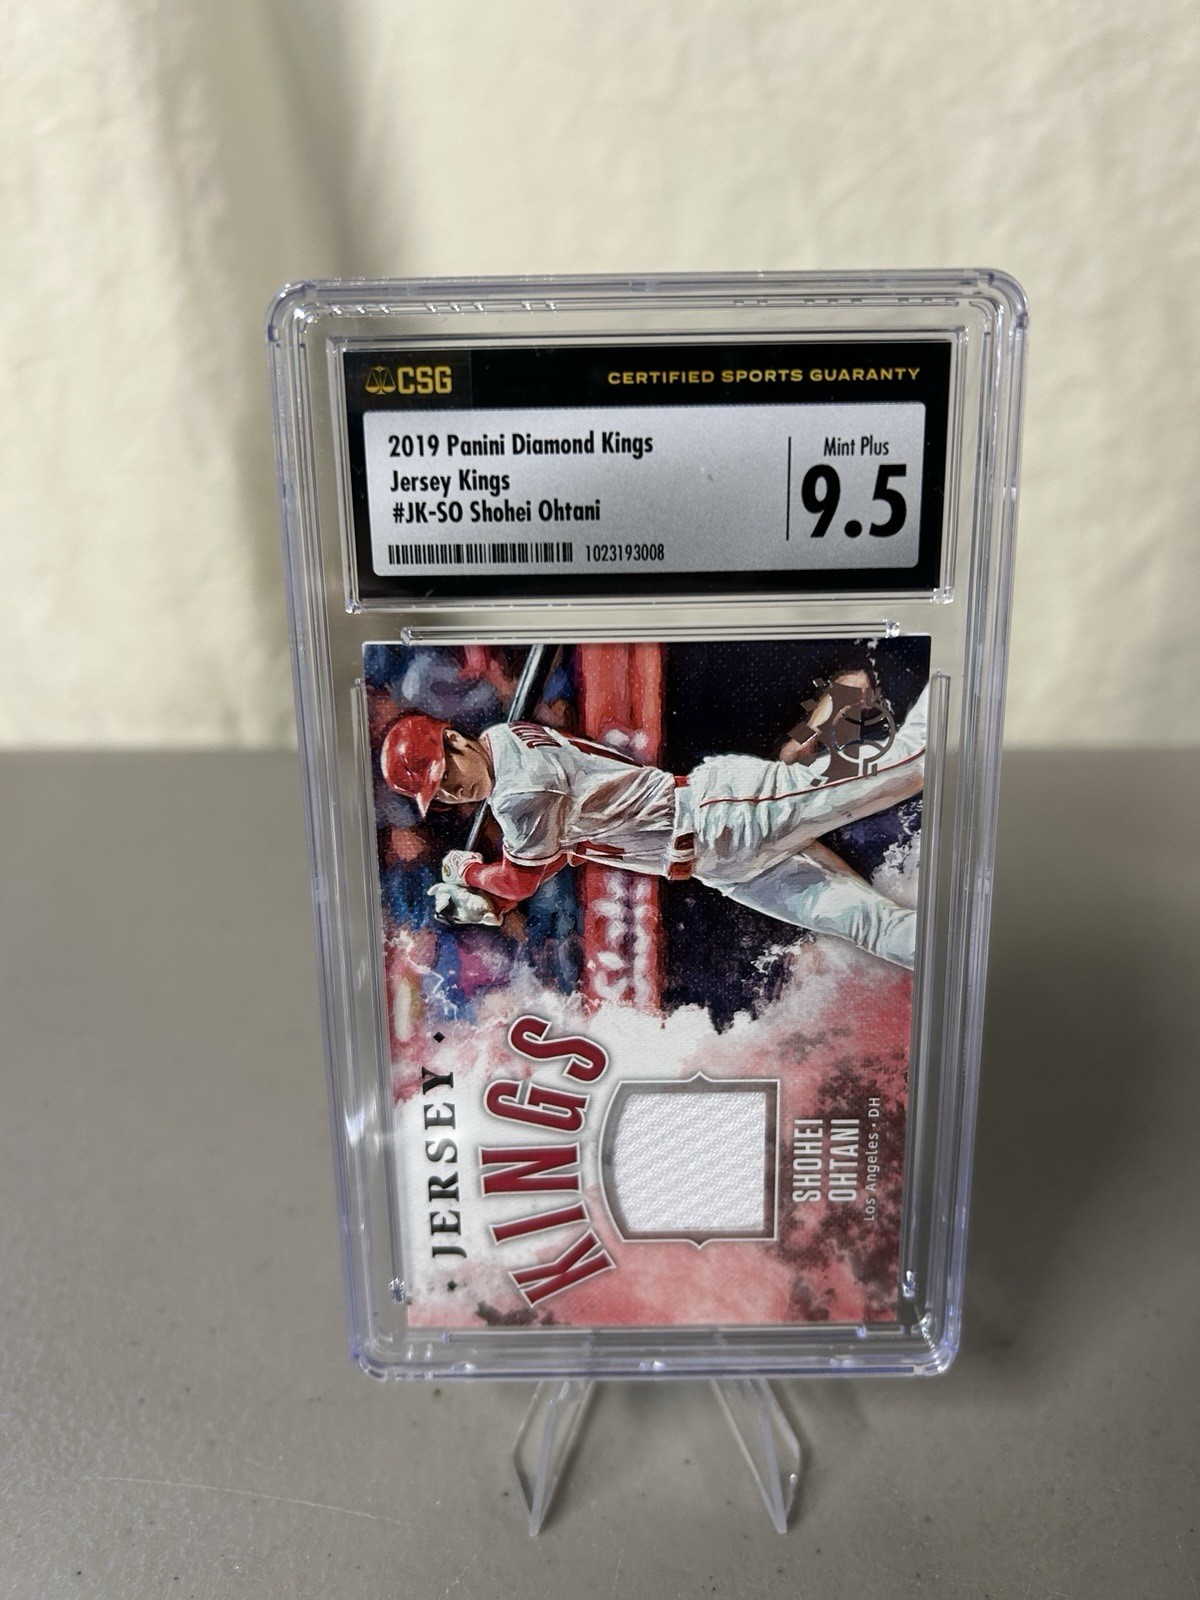 CSG
CERTIFIED SPORTS GUARANTY
2019 Panini Diamond Kings
Jersey Kings
#JK-SO Shohei Ohtani
Mint Plus
9.5
1023193008
JERSEY
KINGS
SHOHEI
OHTANI
Los Angeles • DH